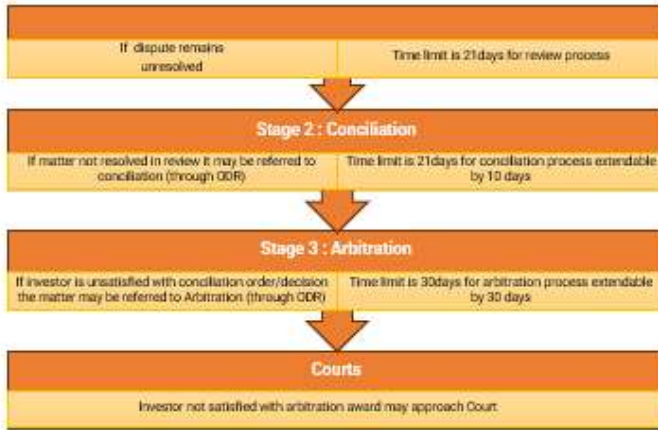 If dispute remains
unresolved
Time limit is 21days for review process
Stage 2 : Conciliation
If matter not resolved in review it may be referred to
conciliation (through ODR)
Time limit is 21days for conciliation process extendable
by 10 days
Stage 3 : Arbitration
If investor is unsatisfied with conciliation order/decision
the matter may be referred to Arbitration (through ODR)
Time limit is 30days for arbitration process extendable
by 30 days
Courts
Investor not satisfied with arbitration award may approach Court